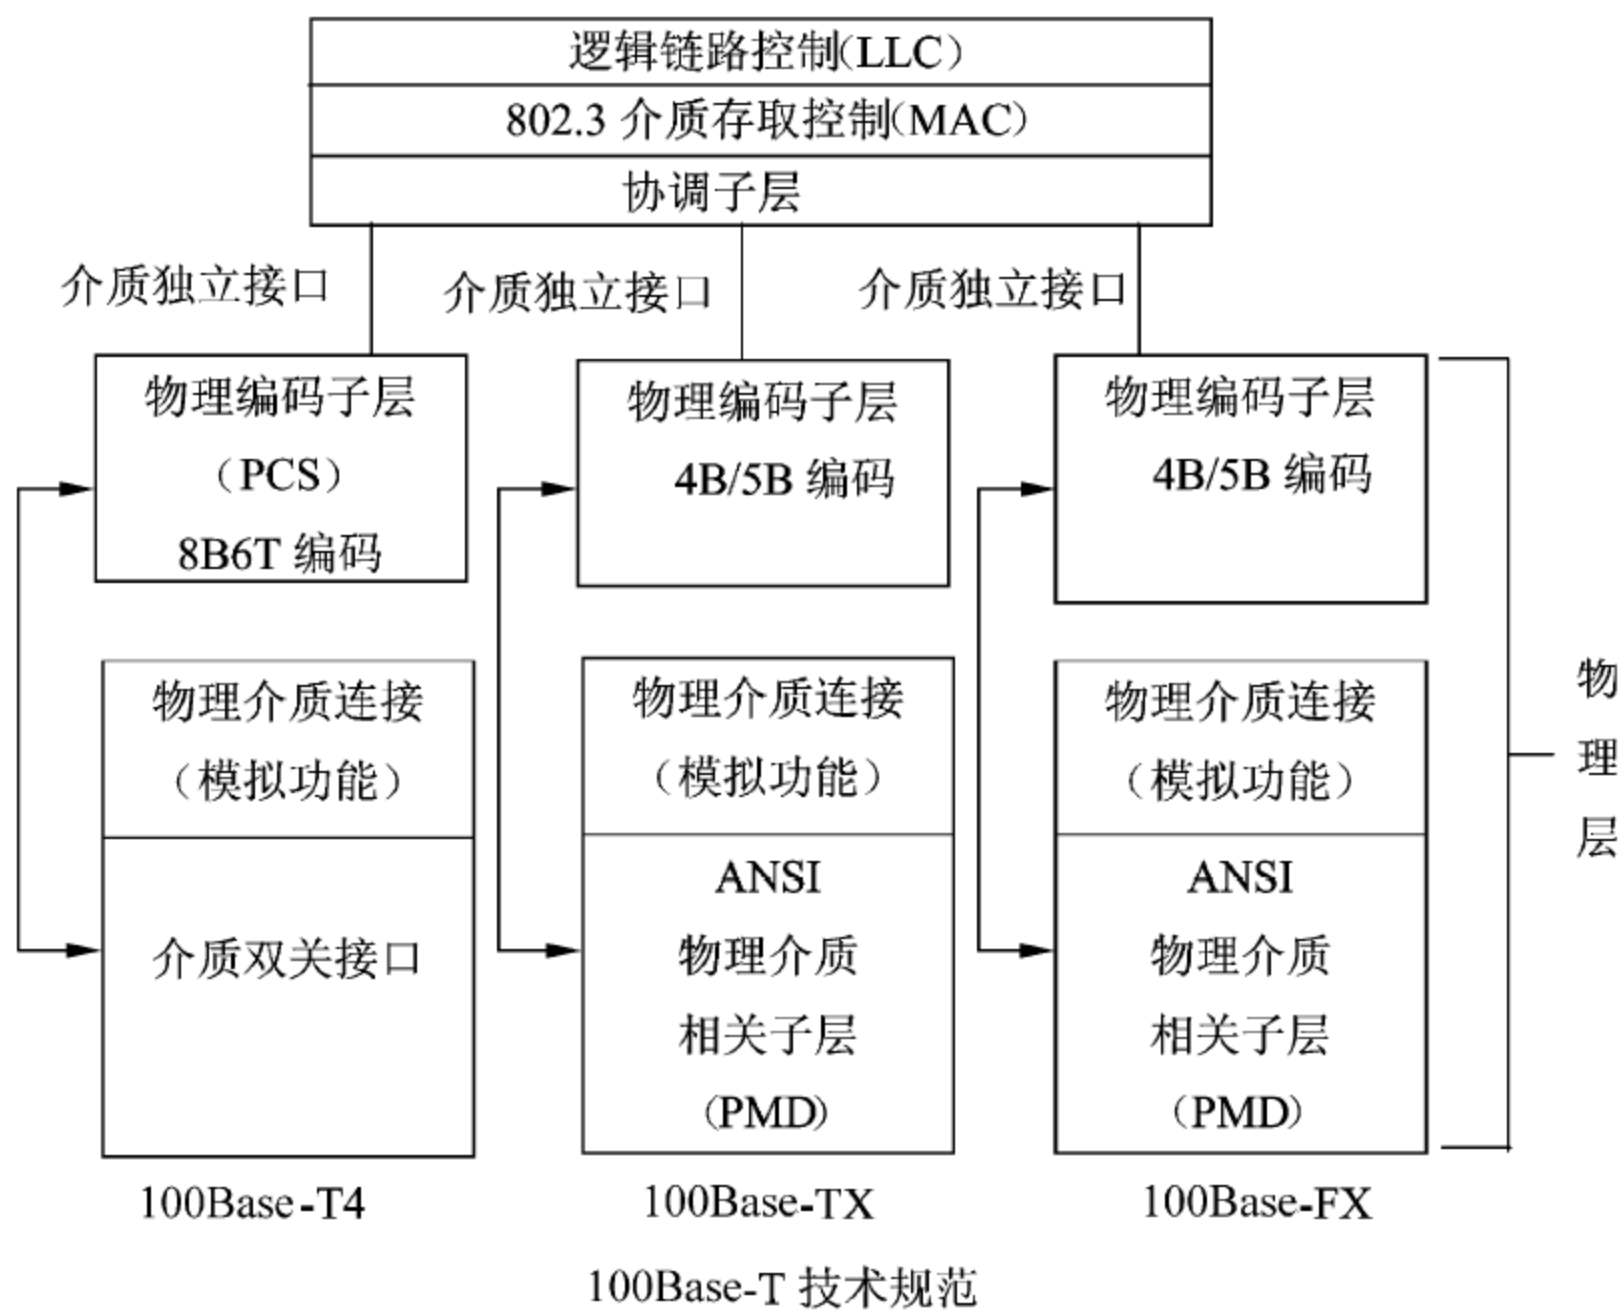 逻辑链路控制(LLC)
802.3 介质存取控制(MAC)
协调子层
介质独立接口
介质独立接口
介质独立接口
物理编码子层
（PCS）
8B6T 编码
物理编码子层
4B/5B 编码
物理编码子层
4B/5B 编码
物理介质连接
（模拟功能）
介质双关接口
物理介质连接
（模拟功能）
ANSI
物理介质
相关子层
(PMD)
物理介质连接
（模拟功能）
ANSI
物理介质
相关子层
(PMD)
物
理
层
100Base-T4
100Base-TX
100Base-FX
100Base-T 技术规范